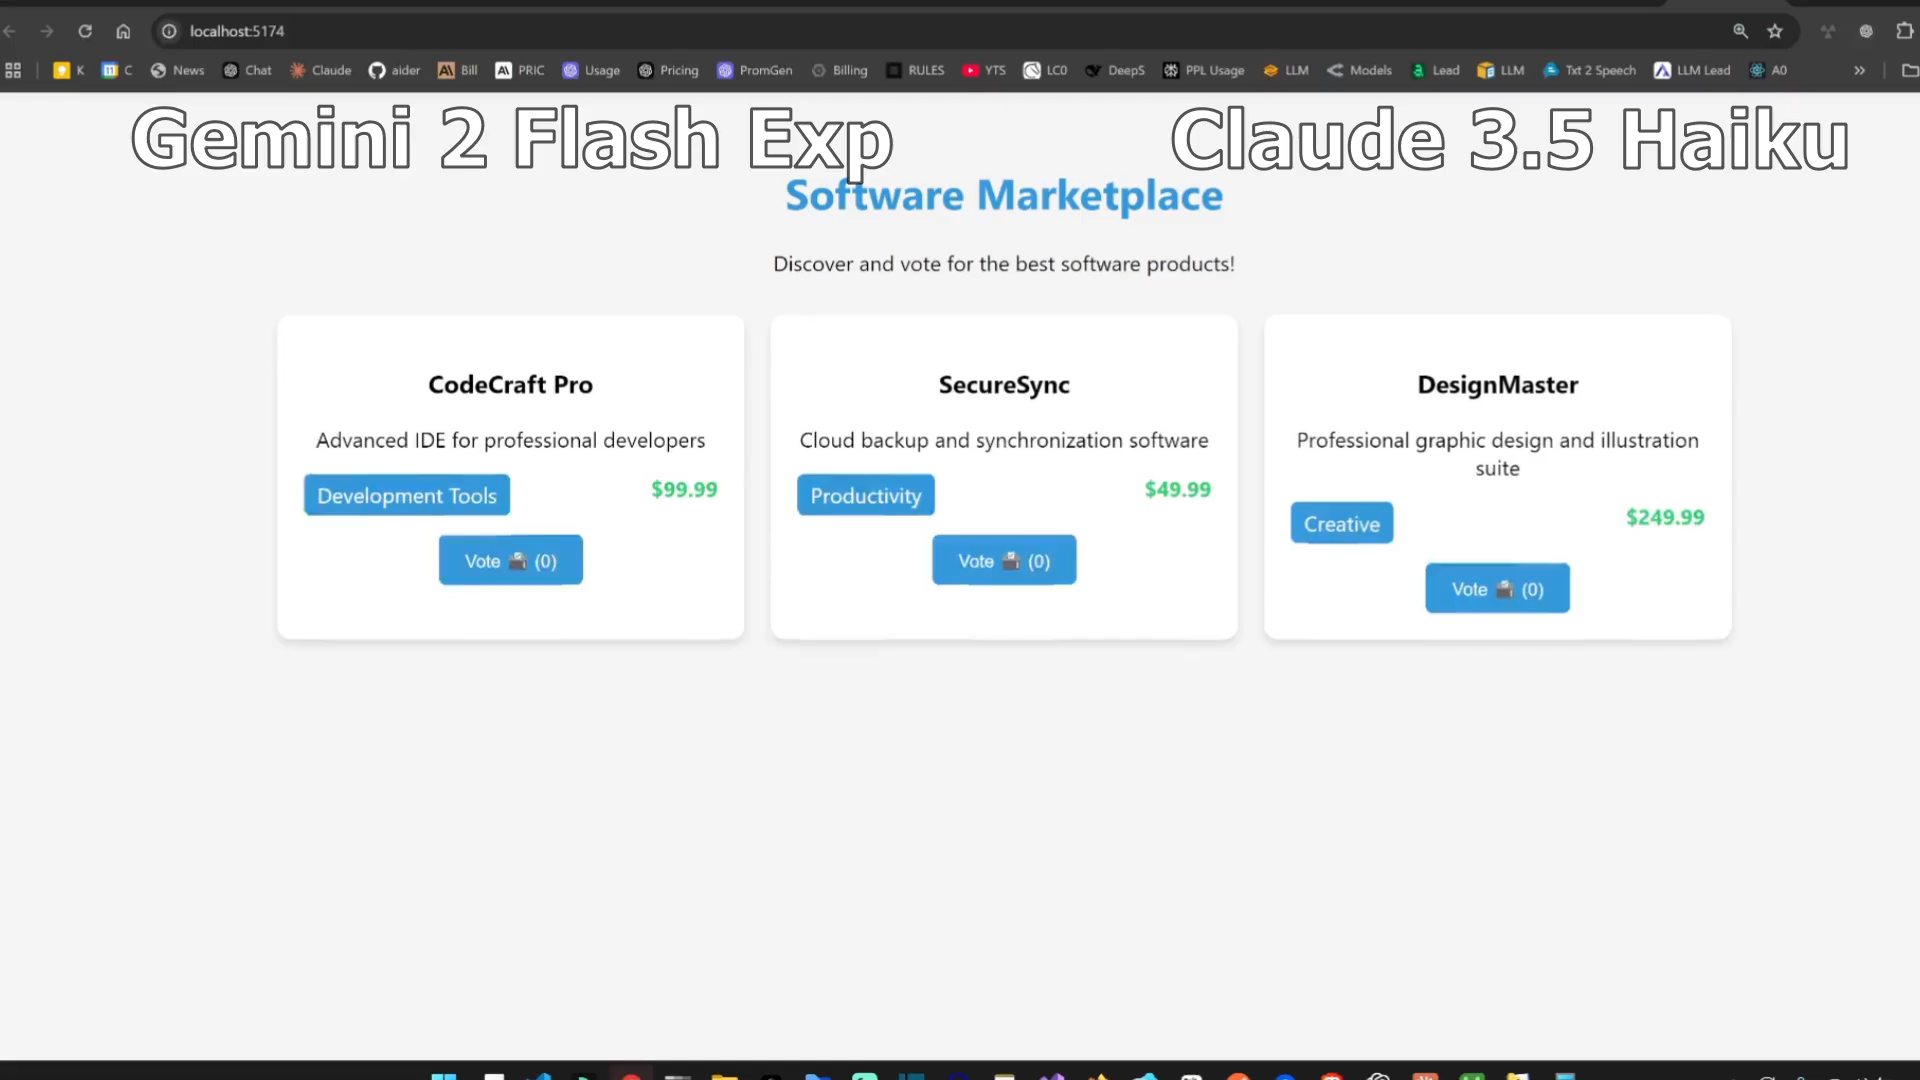 localhost:5174
K C News Chat Claude aider Bill PRIC Usage Pricing PromGen Billing RULES YTS LC0 DeepS PPL Usage LLM Models Lead LLM Txt 2 Speech LLM Lead A0
Gemini 2 Flash Exp Claude 3.5 Haiku
Software Marketplace
Discover and vote for the best software products!
CodeCraft Pro
Advanced IDE for professional developers
Development Tools $99.99
Vote (0)
SecureSync
Cloud backup and synchronization software
Productivity $49.99
Vote (0)
DesignMaster
Professional graphic design and illustration
suite
Creative $249.99
Vote (0)